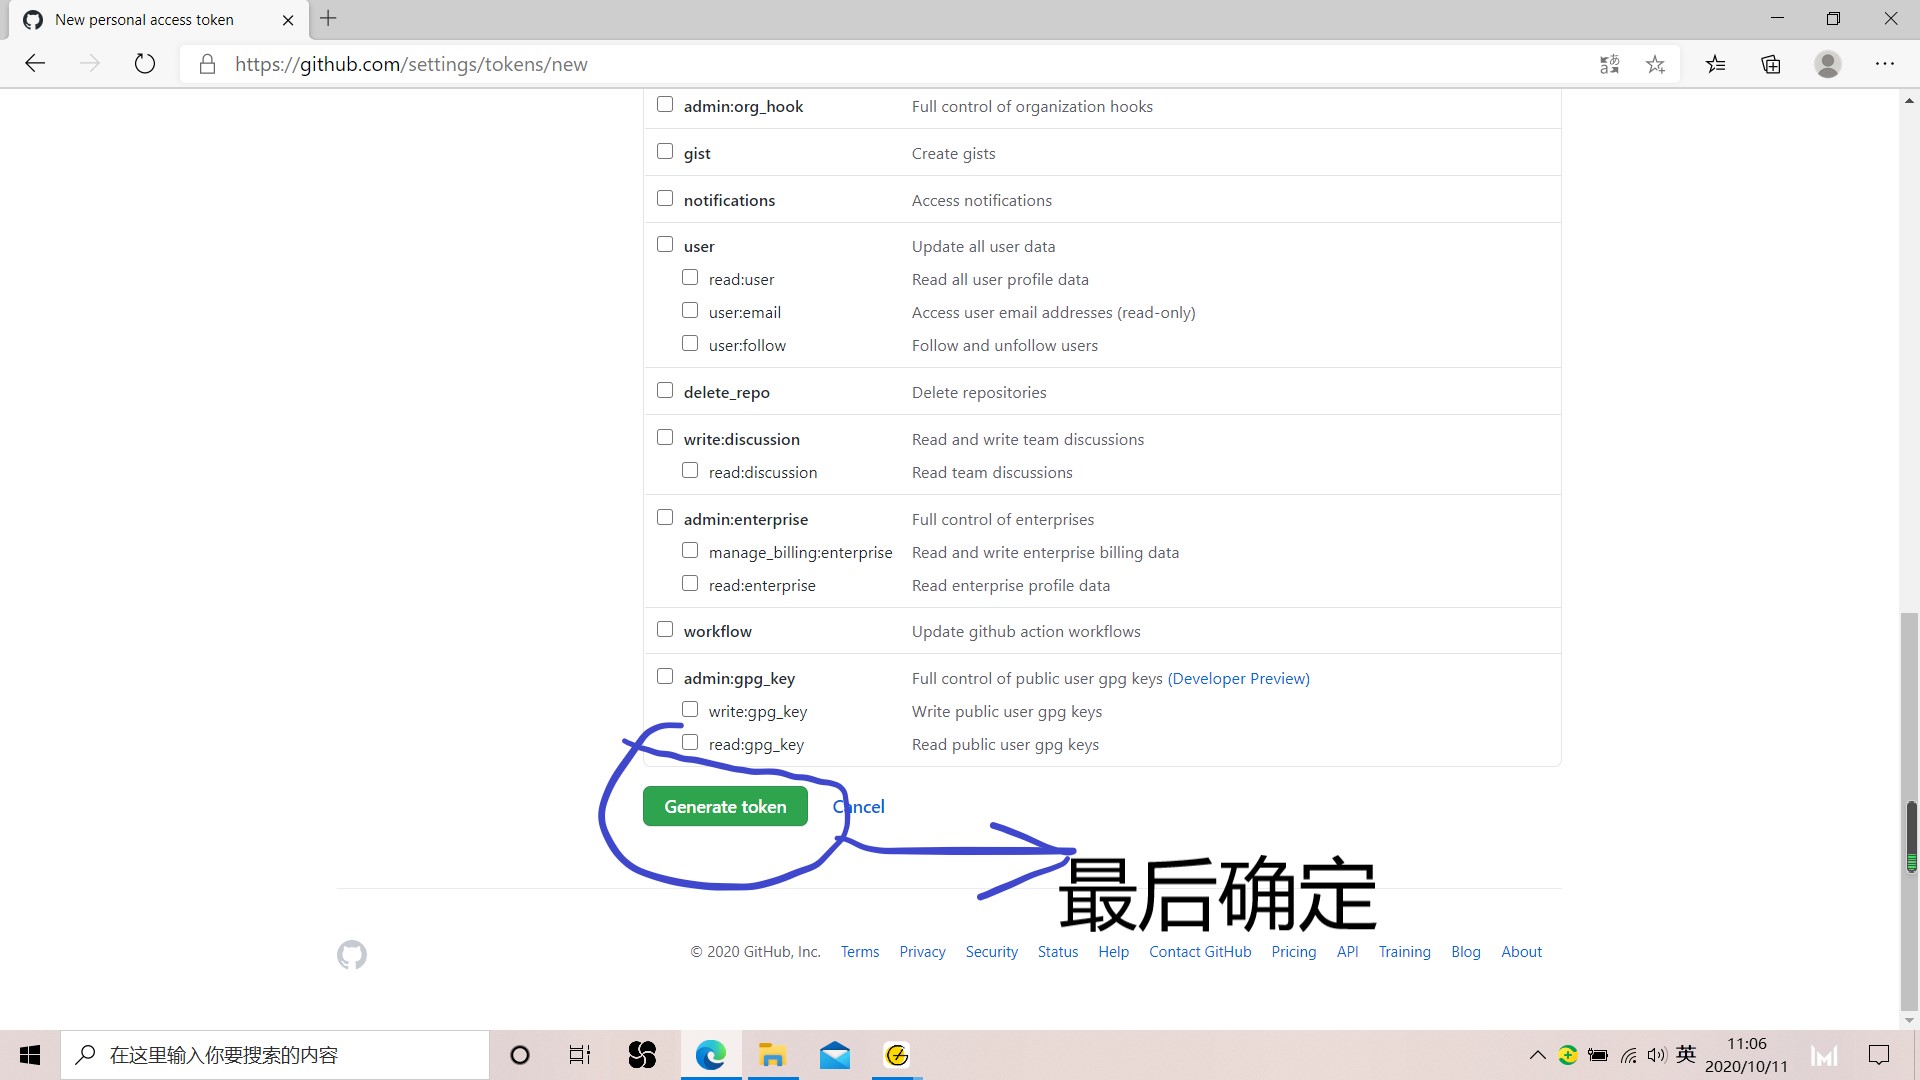 New personal access token
https://github.com/settings/tokens/new
admin:org_hook Full control of organization hooks
gist Create gists
notifications Access notifications
user Update all user data
read:user Read all user profile data
user:email Access user email addresses (read-only)
user:follow Follow and unfollow users
delete_repo Delete repositories
write:discussion Read and write team discussions
read:discussion Read team discussions
admin:enterprise Full control of enterprises
manage_billing:enterprise Read and write enterprise billing data
read:enterprise Read enterprise profile data
workflow Update github action workflows
admin:gpg_key Full control of public user gpg keys (Developer Preview)
write:gpg_key Write public user gpg keys
read:gpg_key Read public user gpg keys
Generate token Cancel
最后确定
© 2020 GitHub, Inc. Terms Privacy Security Status Help Contact GitHub Pricing API Training Blog About
在这里输入你要搜索的内容
英
11:06
2020/10/11